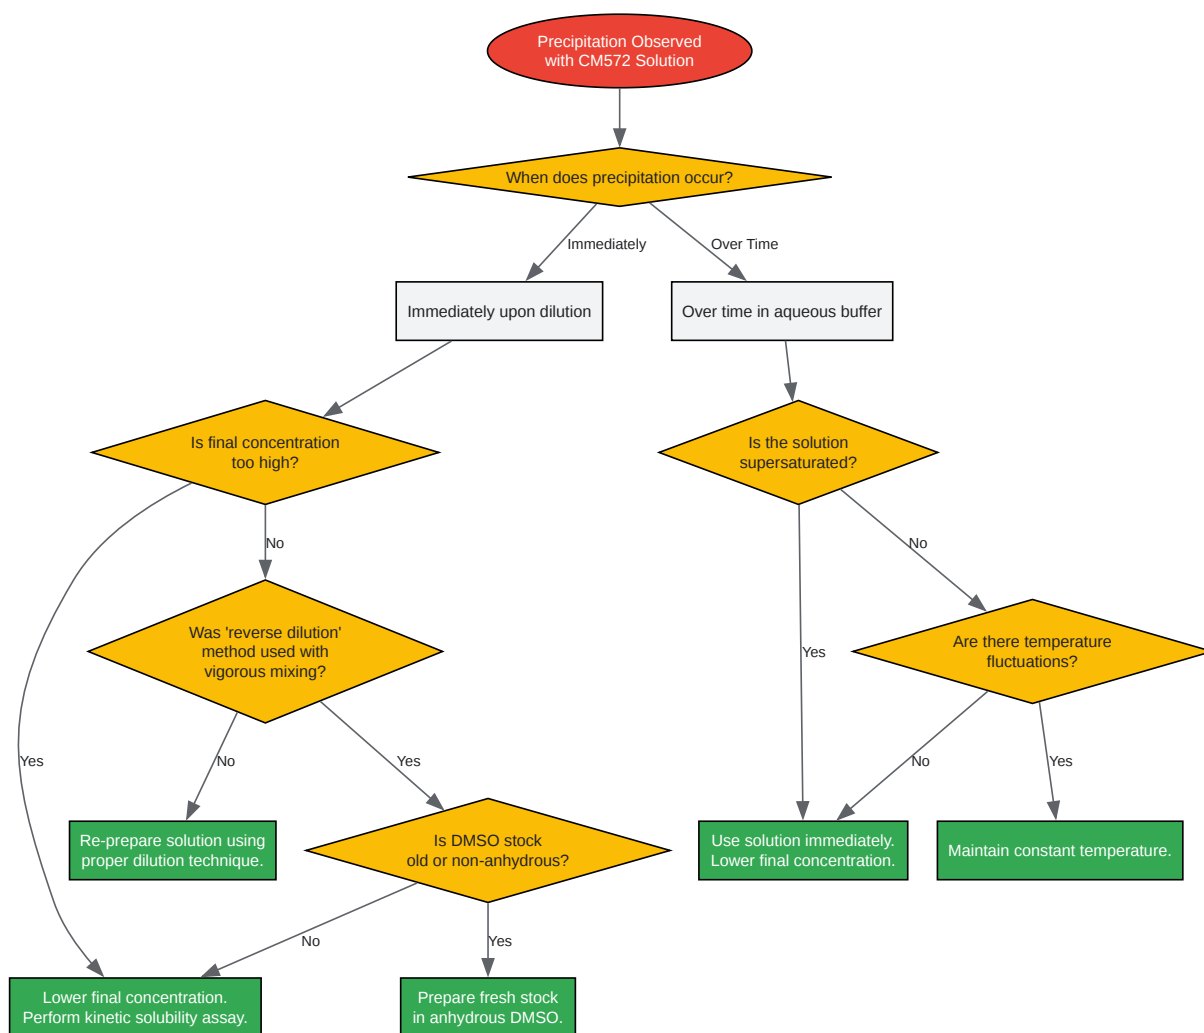 Precipitation Observed
with CM572 Solution
When does precipitation occur?
Immediately
Over Time
Immediately upon dilution
Over time in aqueous buffer
Is final concentration
too high?
Is the solution
supersaturated?
No
No
Was 'reverse dilution'
method used with
vigorous mixing?
Are there temperature
fluctuations?
Yes
Yes
No
Yes
No
Yes
Re-prepare solution using
proper dilution technique.
Is DMSO stock
old or non-anhydrous?
Use solution immediately.
Lower final concentration.
Maintain constant temperature.
No
Yes
Lower final concentration.
Perform kinetic solubility assay.
Prepare fresh stock
in anhydrous DMSO.